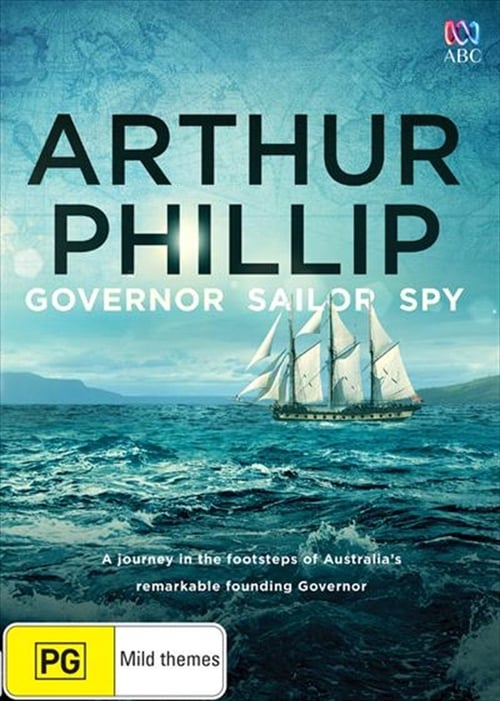 ABC
ARTHUR
PHILLIP
GOVERNOR SAILOR SPY
A journey in the footsteps of Australia's
remarkable founding Governor
PG Mild themes